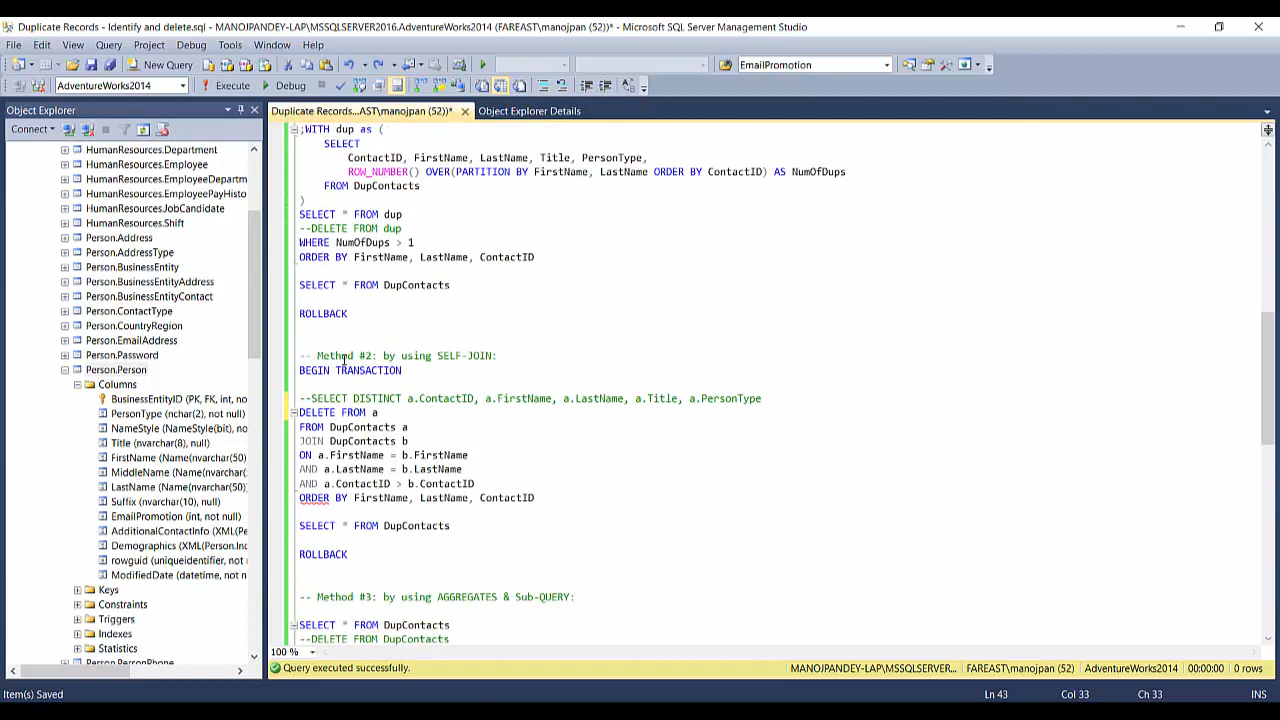 Duplicate Records - Identify and delete.sql - MANOJPANDEY-LAP\MSSQLSERVER2016.AdventureWorks2014 (FAREAST\manojpan (52))* - Microsoft SQL Server Management Studio
File Edit View Query Project Debug Tools Window Help
New Query EmailPromotion
AdventureWorks2014 Execute Debug
Object Explorer
Duplicate Records...AST\manojpan (52))* Object Explorer Details
Connect
HumanResources.Department
HumanResources.Employee
HumanResources.EmployeeDepartm
HumanResources.EmployeePayHisto
HumanResources.JobCandidate
HumanResources.Shift
Person.Address
Person.AddressType
Person.BusinessEntity
Person.BusinessEntityAddress
Person.BusinessEntityContact
Person.ContactType
Person.CountryRegion
Person.EmailAddress
Person.Password
Person.Person
Columns
BusinessEntityID (PK, FK, int, no
PersonType (nchar(2), not null)
NameStyle (NameStyle(bit), no
Title (nvarchar(8), null)
FirstName (Name(nvarchar(50)
MiddleName (Name(nvarchar(
LastName (Name(nvarchar(50)
Suffix (nvarchar(10), null)
EmailPromotion (int, not null)
AdditionalContactInfo (XML(Pe
Demographics (XML(Person.In
rowguid (uniqueidentifier, not
ModifiedDate (datetime, not n
Keys
Constraints
Triggers
Indexes
Statistics
Person.PersonPhone
;WITH dup as (
SELECT
ContactID, FirstName, LastName, Title, PersonType,
ROW_NUMBER() OVER(PARTITION BY FirstName, LastName ORDER BY ContactID) AS NumOfDups
FROM DupContacts
)
SELECT * FROM dup
--DELETE FROM dup
WHERE NumOfDups > 1
ORDER BY FirstName, LastName, ContactID
SELECT * FROM DupContacts
ROLLBACK
-- Method #2: by using SELF-JOIN:
BEGIN TRANSACTION
--SELECT DISTINCT a.ContactID, a.FirstName, a.LastName, a.Title, a.PersonType
DELETE FROM a
FROM DupContacts a
JOIN DupContacts b
ON a.FirstName = b.FirstName
AND a.LastName = b.LastName
AND a.ContactID > b.ContactID
ORDER BY FirstName, LastName, ContactID
SELECT * FROM DupContacts
ROLLBACK
-- Method #3: by using AGGREGATES & Sub-QUERY:
SELECT * FROM DupContacts
--DELETE FROM DupContacts
100 %
Query executed successfully. MANOJPANDEY-LAP\MSSQLSERVER... FAREAST\manojpan (52) AdventureWorks2014 00:00:00 0 rows
Item(s) Saved Ln 43 Col 33 Ch 33 INS